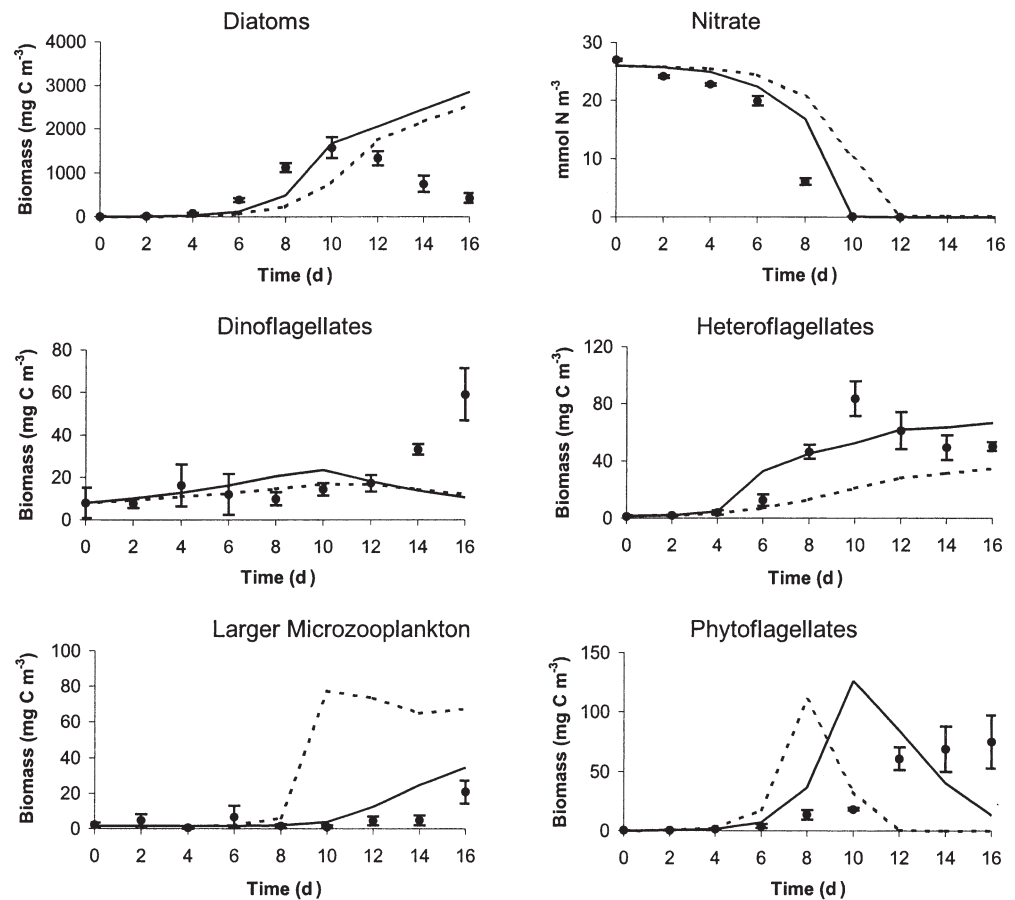 Diatoms
Biomass (mg C m-3)
4000
3000
2000
1000
0
0 2 4 6 8 10 12 14 16
Time (d)
Nitrate
mmol N m-3
30
20
10
0
0 2 4 6 8 10 12 14 16
Time (d)
Dinoflagellates
Biomass (mg C m-3)
80
60
40
20
0
0 2 4 6 8 10 12 14 16
Time (d)
Heteroflagellates
Biomass (mg C m-3)
120
80
40
0
0 2 4 6 8 10 12 14 16
Time (d)
Larger Microzooplankton
Biomass (mg C m-3)
100
80
60
40
20
0
0 2 4 6 8 10 12 14 16
Time (d)
Phytoflagellates
Biomass (mg C m-3)
150
100
50
0
0 2 4 6 8 10 12 14 16
Time (d)